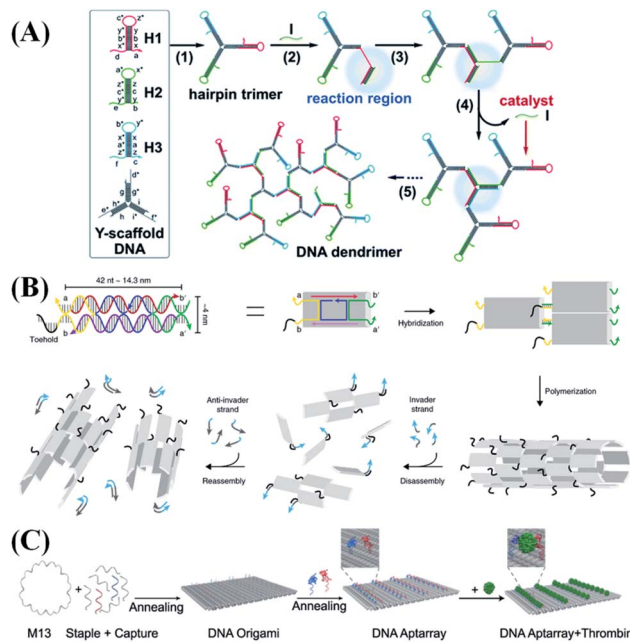 (A)
c* z*
y* y
b* b
x* x
d a
H1
a* x*
z* z
c* c
y* y
e b
H2
b* y*
x x*
a a*
z z*
f c
H3
d*
g g*
h* i
e* h i* f*
Y-scaffold
DNA
(1)
hairpin trimer
I
(2)
reaction region
(3)
(4)
catalyst
I
(5)
DNA dendrimer
(B)
42 nt ~ 14.3 nm
a b'
~4 nm
b a'
Toehold
=
a b'
b a'
Hybridization
Polymerization
Invader
strand
Disassembly
Anti-invader
strand
Reassembly
(C)
+
Annealing
Annealing
+
M13 Staple + Capture DNA Origami DNA Aptarray DNA Aptarray+Thrombin